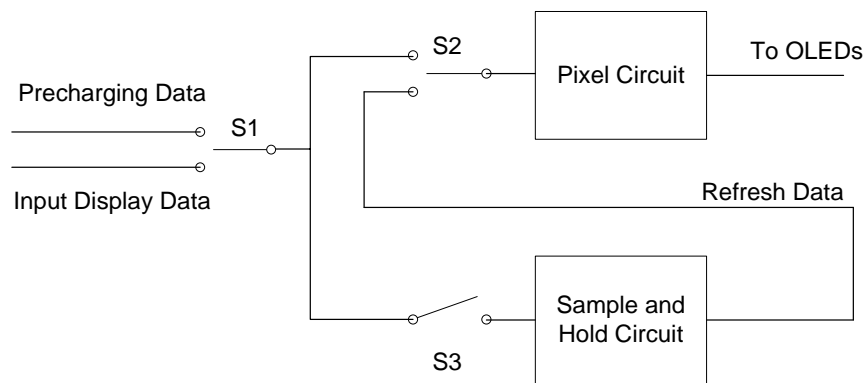 S2
To OLEDs
Pixel Circuit
Precharging Data
S1
Input Display Data
Refresh Data
Sample and
Hold Circuit
S3